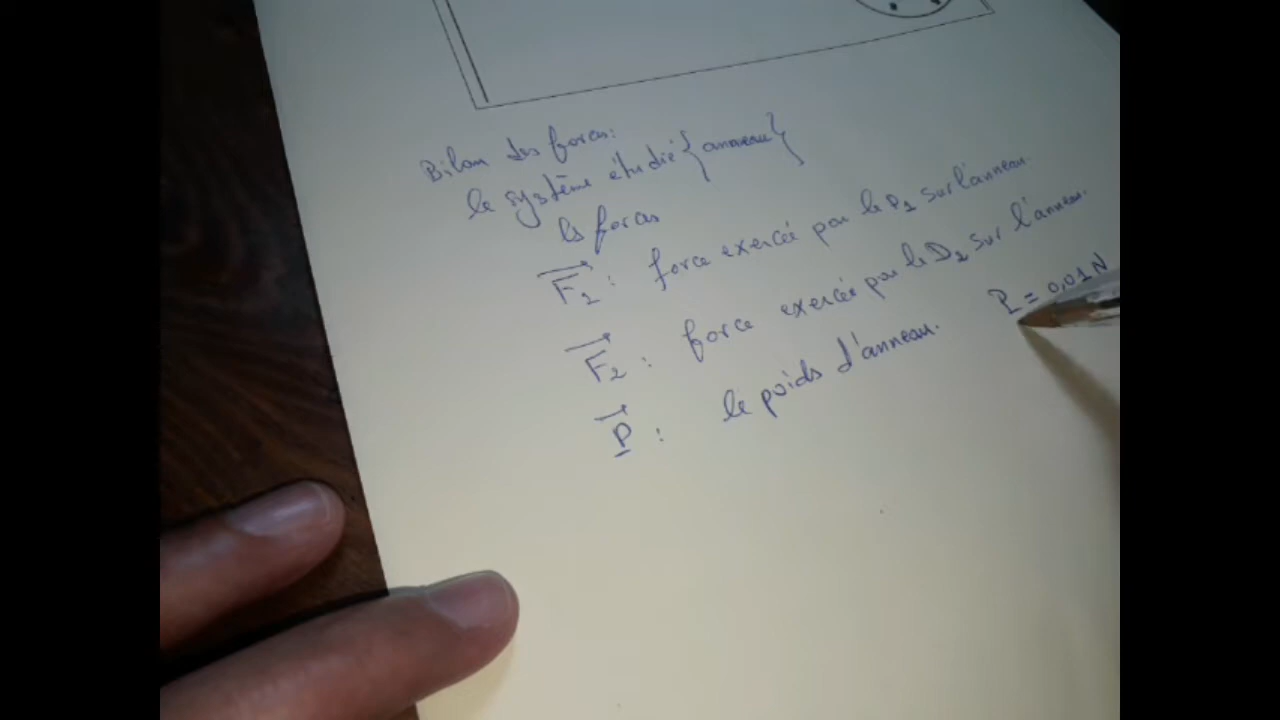 Bilan des forces:
le système étudié {anneau}
ls forces
F₁ : force exercée par le D₁ sur l'anneau.
F₂ : force exercée par le D₂ sur l'anneau.
P : le poids d'anneau. P = 0,01 N